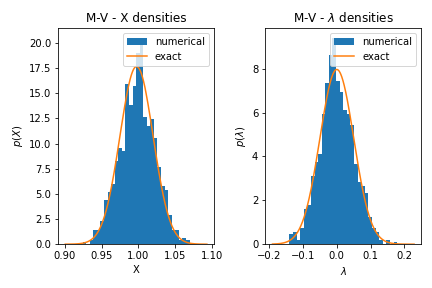 M-V - X densities
20.0
17.5
15.0
12.5
10.0
7.5
5.0
2.5
0.0
p(X)
numerical
exact
0.90 0.95 1.00 1.05 1.10
X
M-V - λ densities
8
6
4
2
0
p(λ)
numerical
exact
−0.2 −0.1 0.0 0.1 0.2
λ